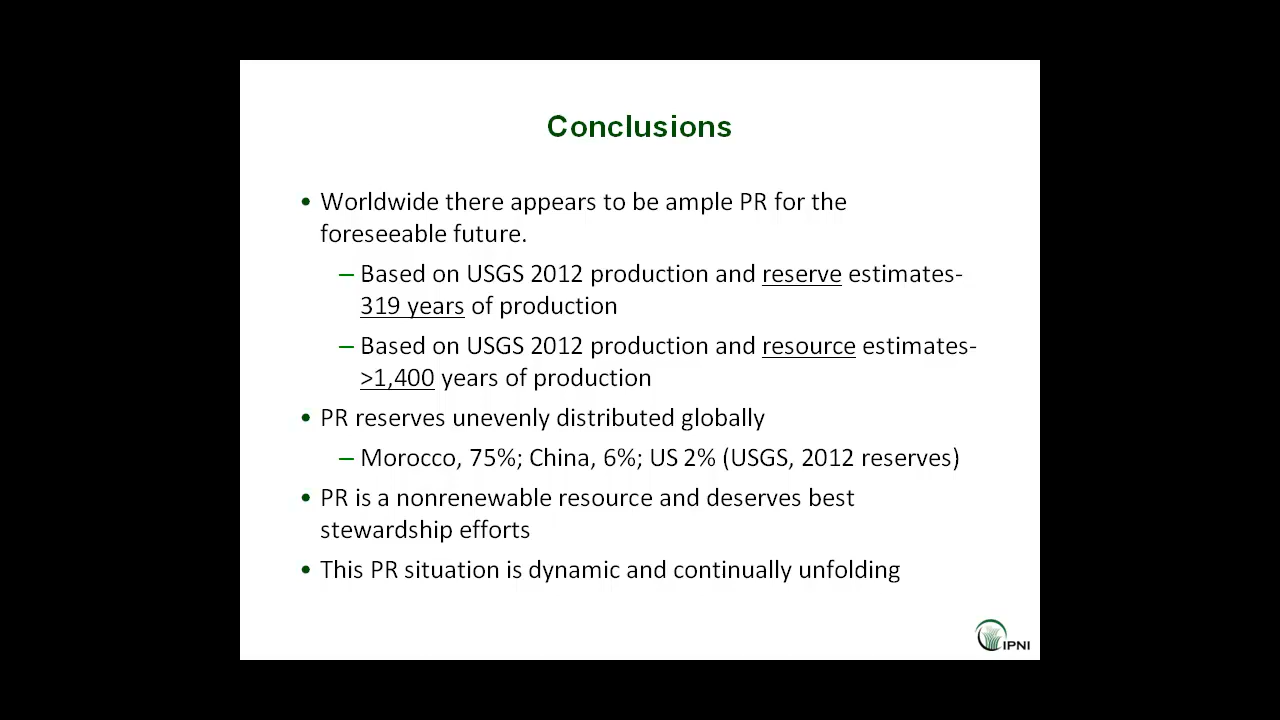 Conclusions
• Worldwide there appears to be ample PR for the
foreseeable future.
– Based on USGS 2012 production and reserve estimates-
319 years of production
– Based on USGS 2012 production and resource estimates-
>1,400 years of production
• PR reserves unevenly distributed globally
– Morocco, 75%; China, 6%; US 2% (USGS, 2012 reserves)
• PR is a nonrenewable resource and deserves best
stewardship efforts
• This PR situation is dynamic and continually unfolding
IPNI